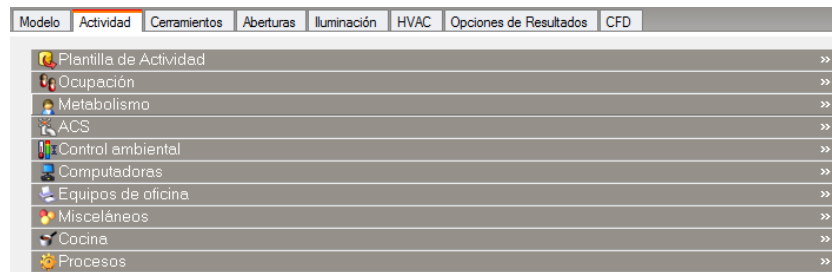 Modelo Actividad Cerramientos Aberturas Iluminación HVAC Opciones de Resultados CFD
Plantilla de Actividad »
Ocupación »
Metabolismo »
ACS »
Control ambiental »
Computadoras »
Equipos de oficina »
Misceláneos »
Cocina »
Procesos »